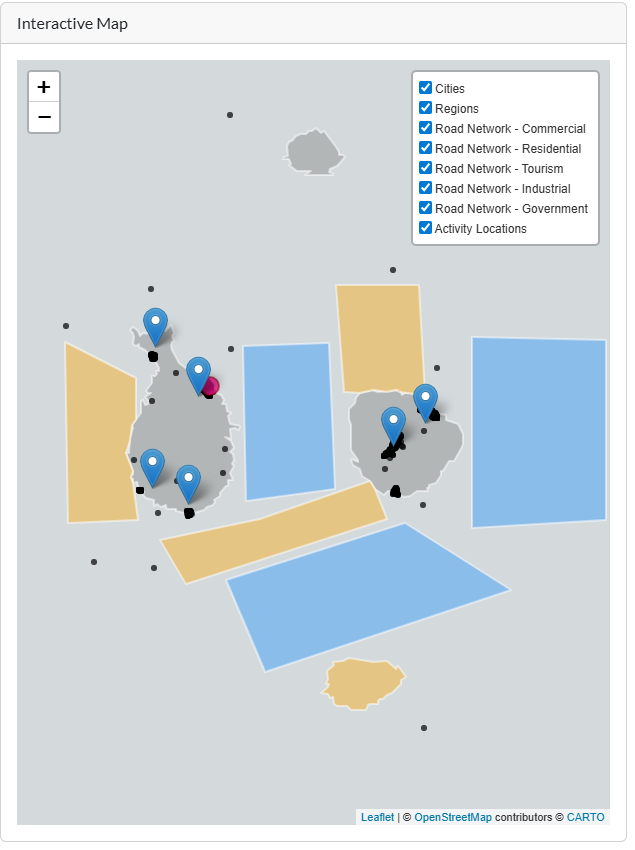 Interactive Map
+
−
Cities
Regions
Road Network - Commercial
Road Network - Residential
Road Network - Tourism
Road Network - Industrial
Road Network - Government
Activity Locations
Leaflet | © OpenStreetMap contributors © CARTO